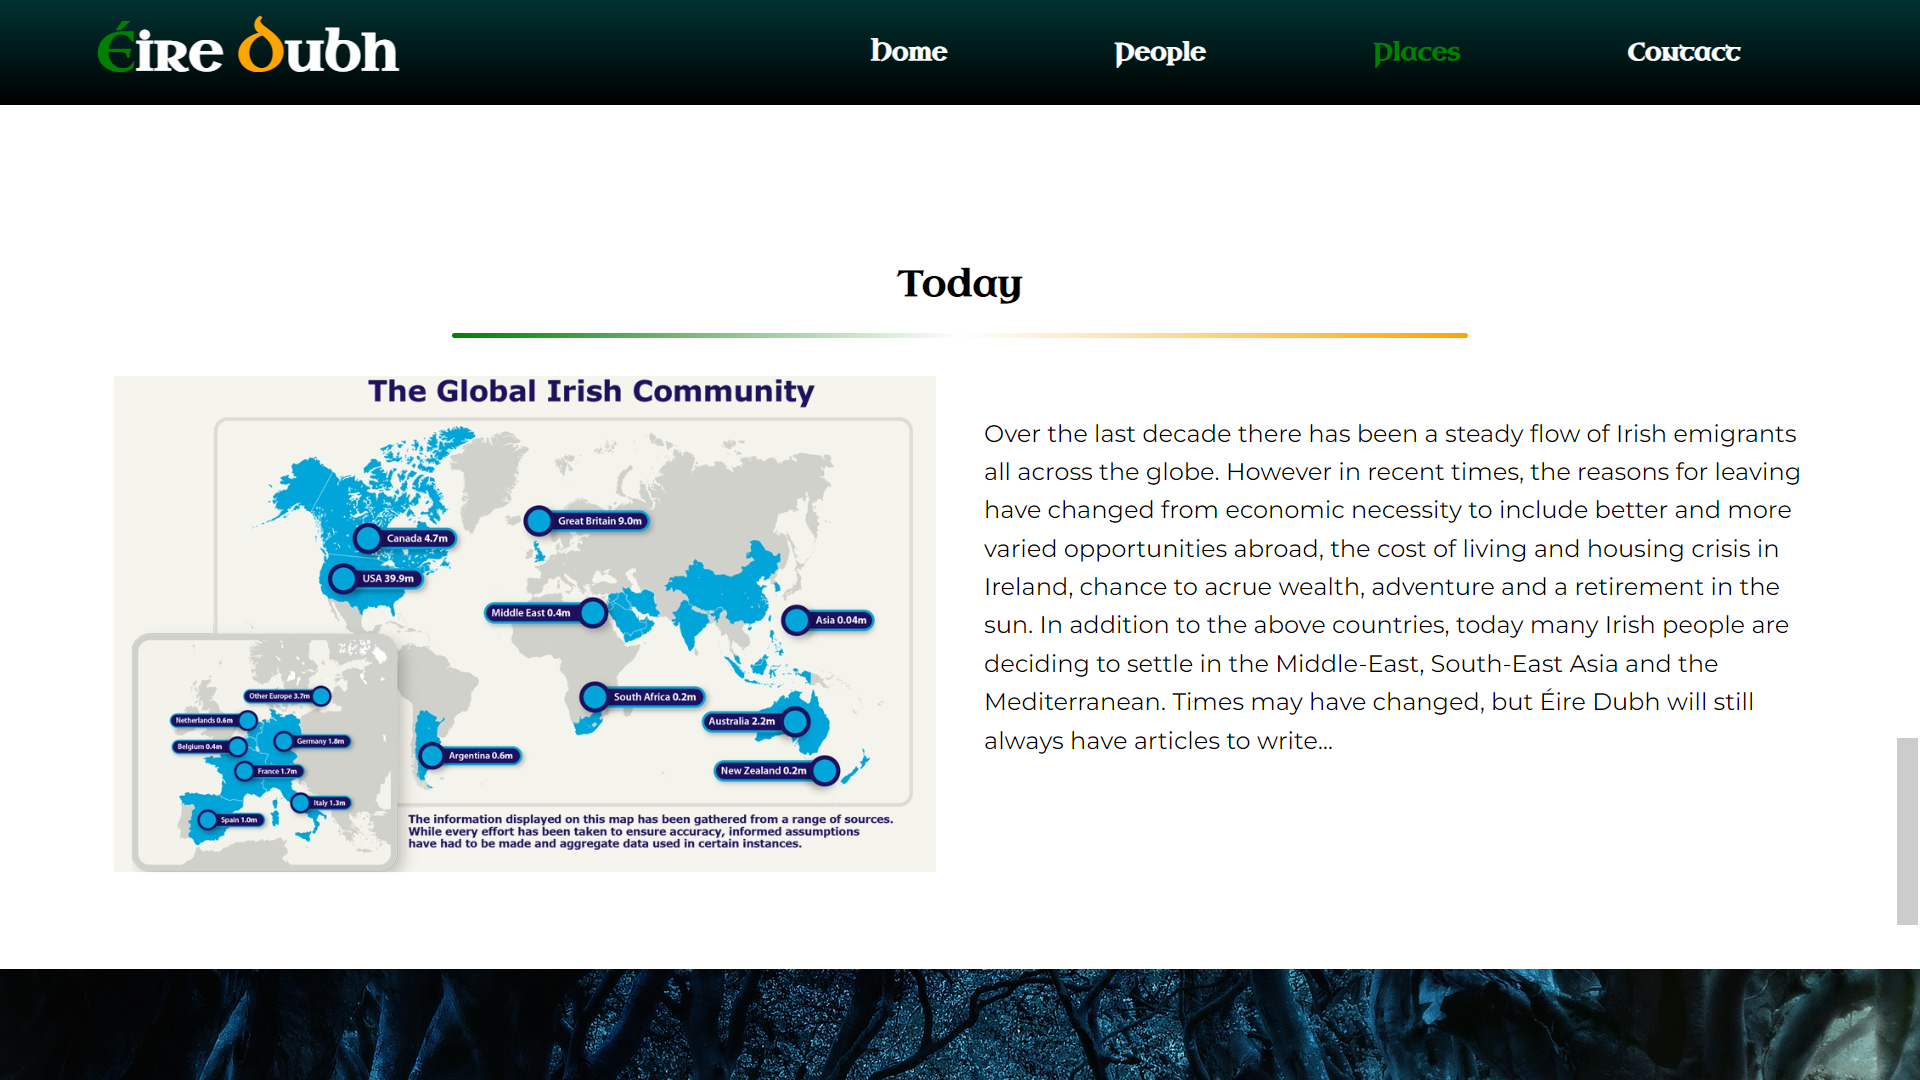 Éire Dubh
Home
People
Places
Contact
Today
The Global Irish Community
Canada 4.7m
USA 39.9m
Great Britain 9.0m
Middle East 0.4m
Asia 0.04m
South Africa 0.2m
Australia 2.2m
Argentina 0.6m
New Zealand 0.2m
Other Europe 3.7m
Netherlands 0.6m
Belgium 0.4m
Germany 1.8m
France 1.7m
Italy 1.3m
Spain 1.0m
The information displayed on this map has been gathered from a range of sources.
While every effort has been taken to ensure accuracy, informed assumptions
have had to be made and aggregate data used in certain instances.
Over the last decade there has been a steady flow of Irish emigrants
all across the globe. However in recent times, the reasons for leaving
have changed from economic necessity to include better and more
varied opportunities abroad, the cost of living and housing crisis in
Ireland, chance to acrue wealth, adventure and a retirement in the
sun. In addition to the above countries, today many Irish people are
deciding to settle in the Middle-East, South-East Asia and the
Mediterranean. Times may have changed, but Éire Dubh will still
always have articles to write...